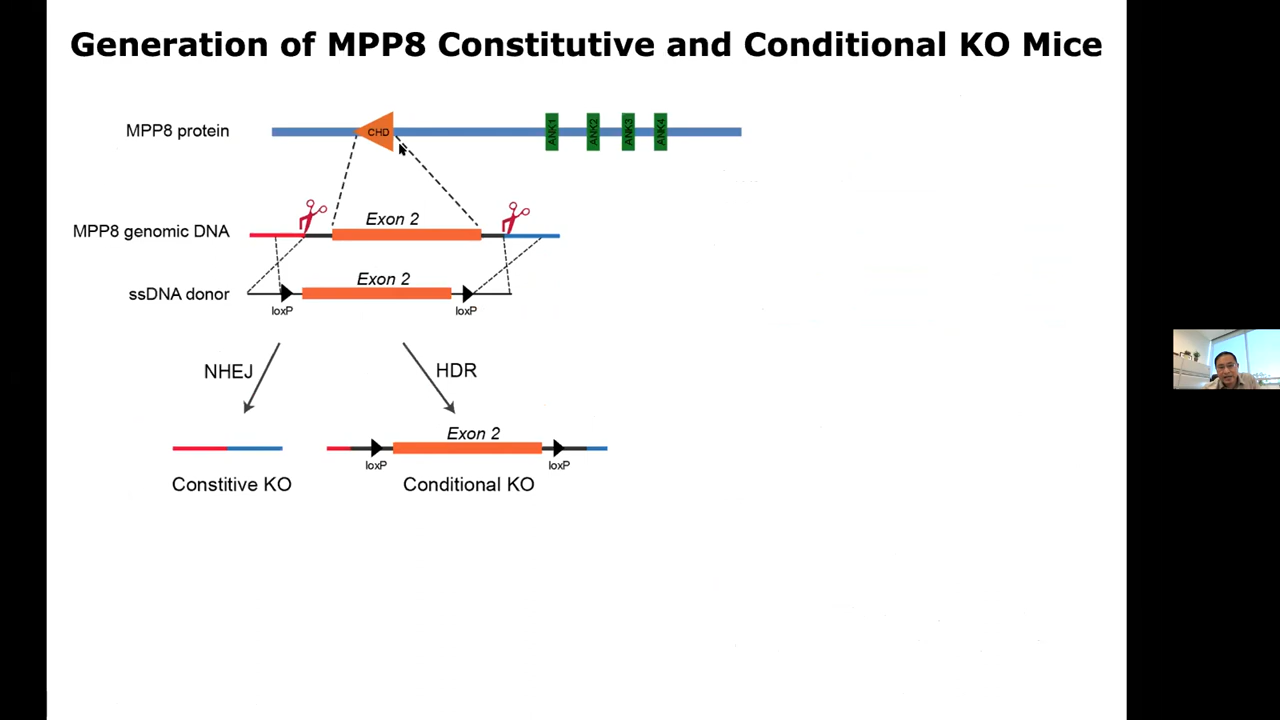 Generation of MPP8 Constitutive and Conditional KO Mice
MPP8 protein
CHD
ANK1
ANK2
ANK3
ANK4
Exon 2
MPP8 genomic DNA
Exon 2
ssDNA donor
loxP
loxP
NHEJ
HDR
Exon 2
loxP
loxP
Constitive KO
Conditional KO